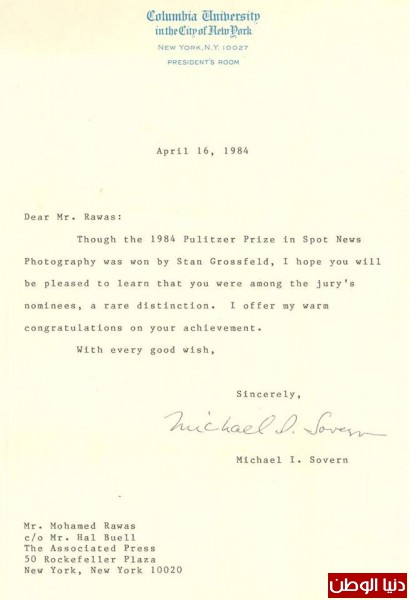 Columbia University
in the City of New York
NEW YORK, N.Y. 10027
PRESIDENT'S ROOM
April 16, 1984
Dear Mr. Rawas:
Though the 1984 Pulitzer Prize in Spot News
Photography was won by Stan Grossfeld, I hope you will
be pleased to learn that you were among the jury's
nominees, a rare distinction. I offer my warm
congratulations on your achievement.
With every good wish,
Sincerely,
Michael I. Sovern
Michael I. Sovern
Mr. Mohamed Rawas
c/o Mr. Hal Buell
The Associated Press
50 Rockefeller Plaza
New York, New York 10020
دنيا الوطن